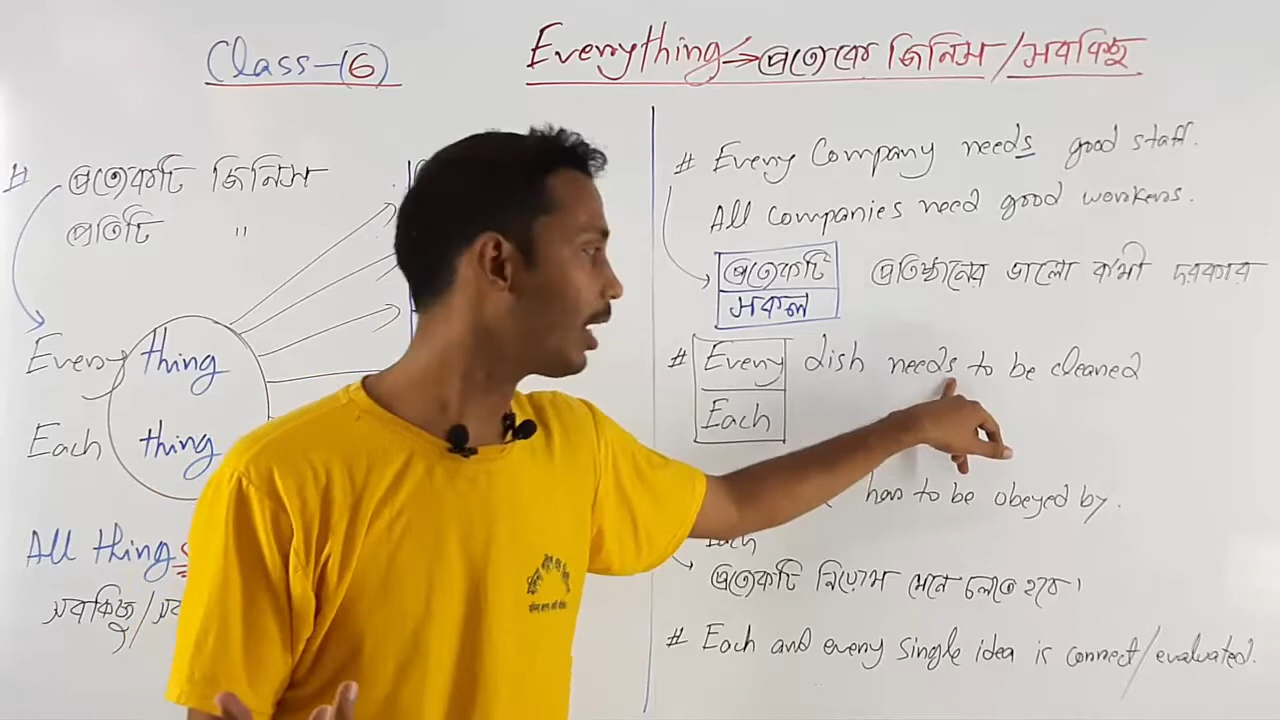 Class-(6)
Everything → প্রত্যেক জিনিস / সবকিছু
# প্রত্যেকটি জিনিস
প্রতিটি "
Every thing
Each thing
All things
সবকিছু/
# Every Company needs good staff.
All Companies need good workers.
প্রত্যেকটি প্রতিষ্ঠানের ভালো কর্মী দরকার
সকল
# Every dish needs to be cleaned
Each
has to be obeyed by.
Each
প্রত্যেকটি নিয়ম মেনে চলতে হবে।
# Each and every single idea is connect/evaluated.